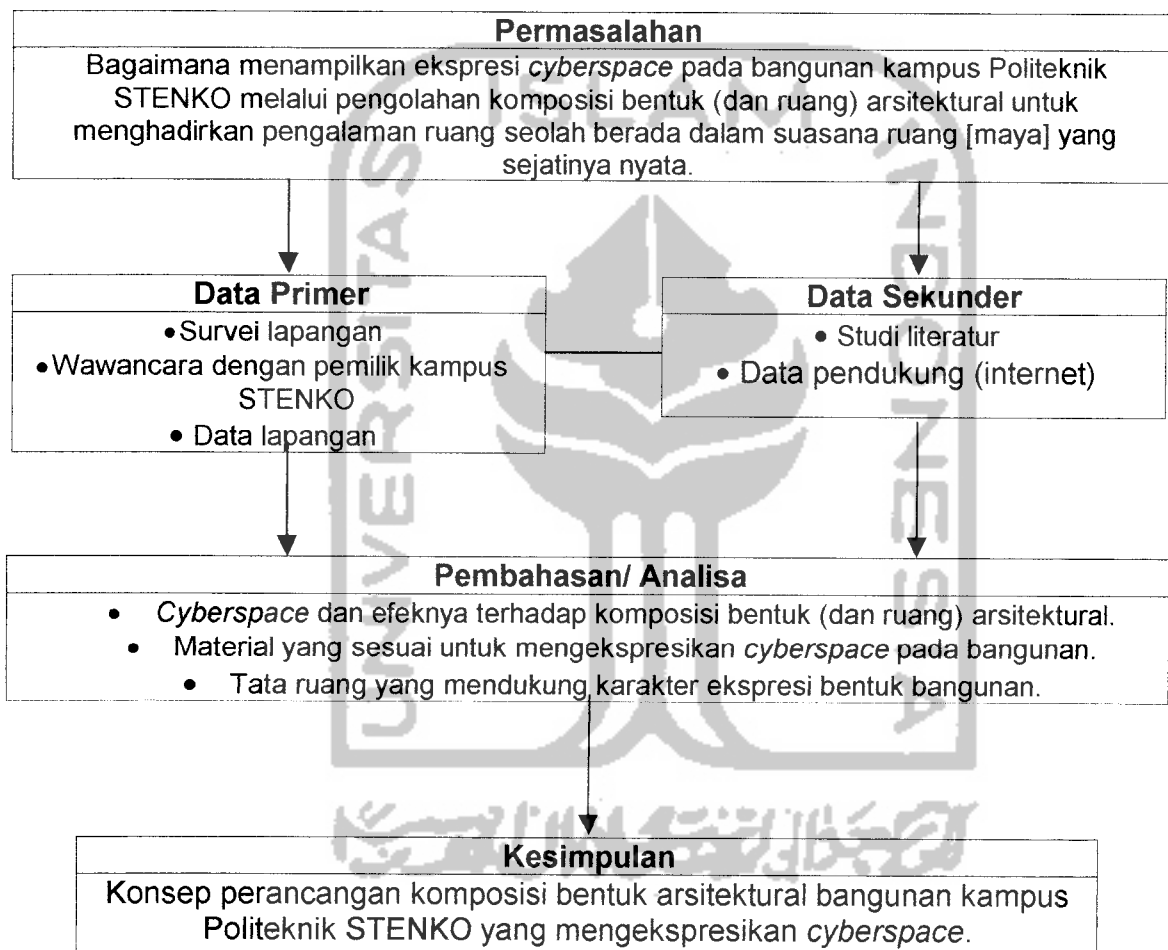 Permasalahan
Bagaimana menampilkan ekspresi cyberspace pada bangunan kampus Politeknik
STENKO melalui pengolahan komposisi bentuk (dan ruang) arsitektural untuk
menghadirkan pengalaman ruang seolah berada dalam suasana ruang [maya] yang
sejatinya nyata.
Data Primer
•Survei lapangan
•Wawancara dengan pemilik kampus
STENKO
• Data lapangan
Data Sekunder
• Studi literatur
• Data pendukung (internet)
Pembahasan/ Analisa
• Cyberspace dan efeknya terhadap komposisi bentuk (dan ruang) arsitektural.
• Material yang sesuai untuk mengekspresikan cyberspace pada bangunan.
• Tata ruang yang mendukung karakter ekspresi bentuk bangunan.
Kesimpulan
Konsep perancangan komposisi bentuk arsitektural bangunan kampus
Politeknik STENKO yang mengekspresikan cyberspace.
UNIVERSITAS
ISLAM
INDONESIA